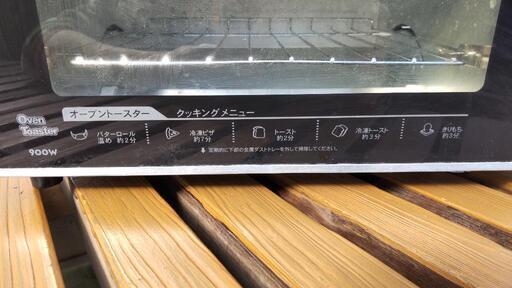 Oven
Toaster
900W
オーブントースター クッキングメニュー
バターロール
温め 約2分
冷凍ピザ
約7分
トースト
約2分
冷凍トースト
約3分
きりもち
約3分
定期的に下部の金属ダストトレーを外して掃除してください。